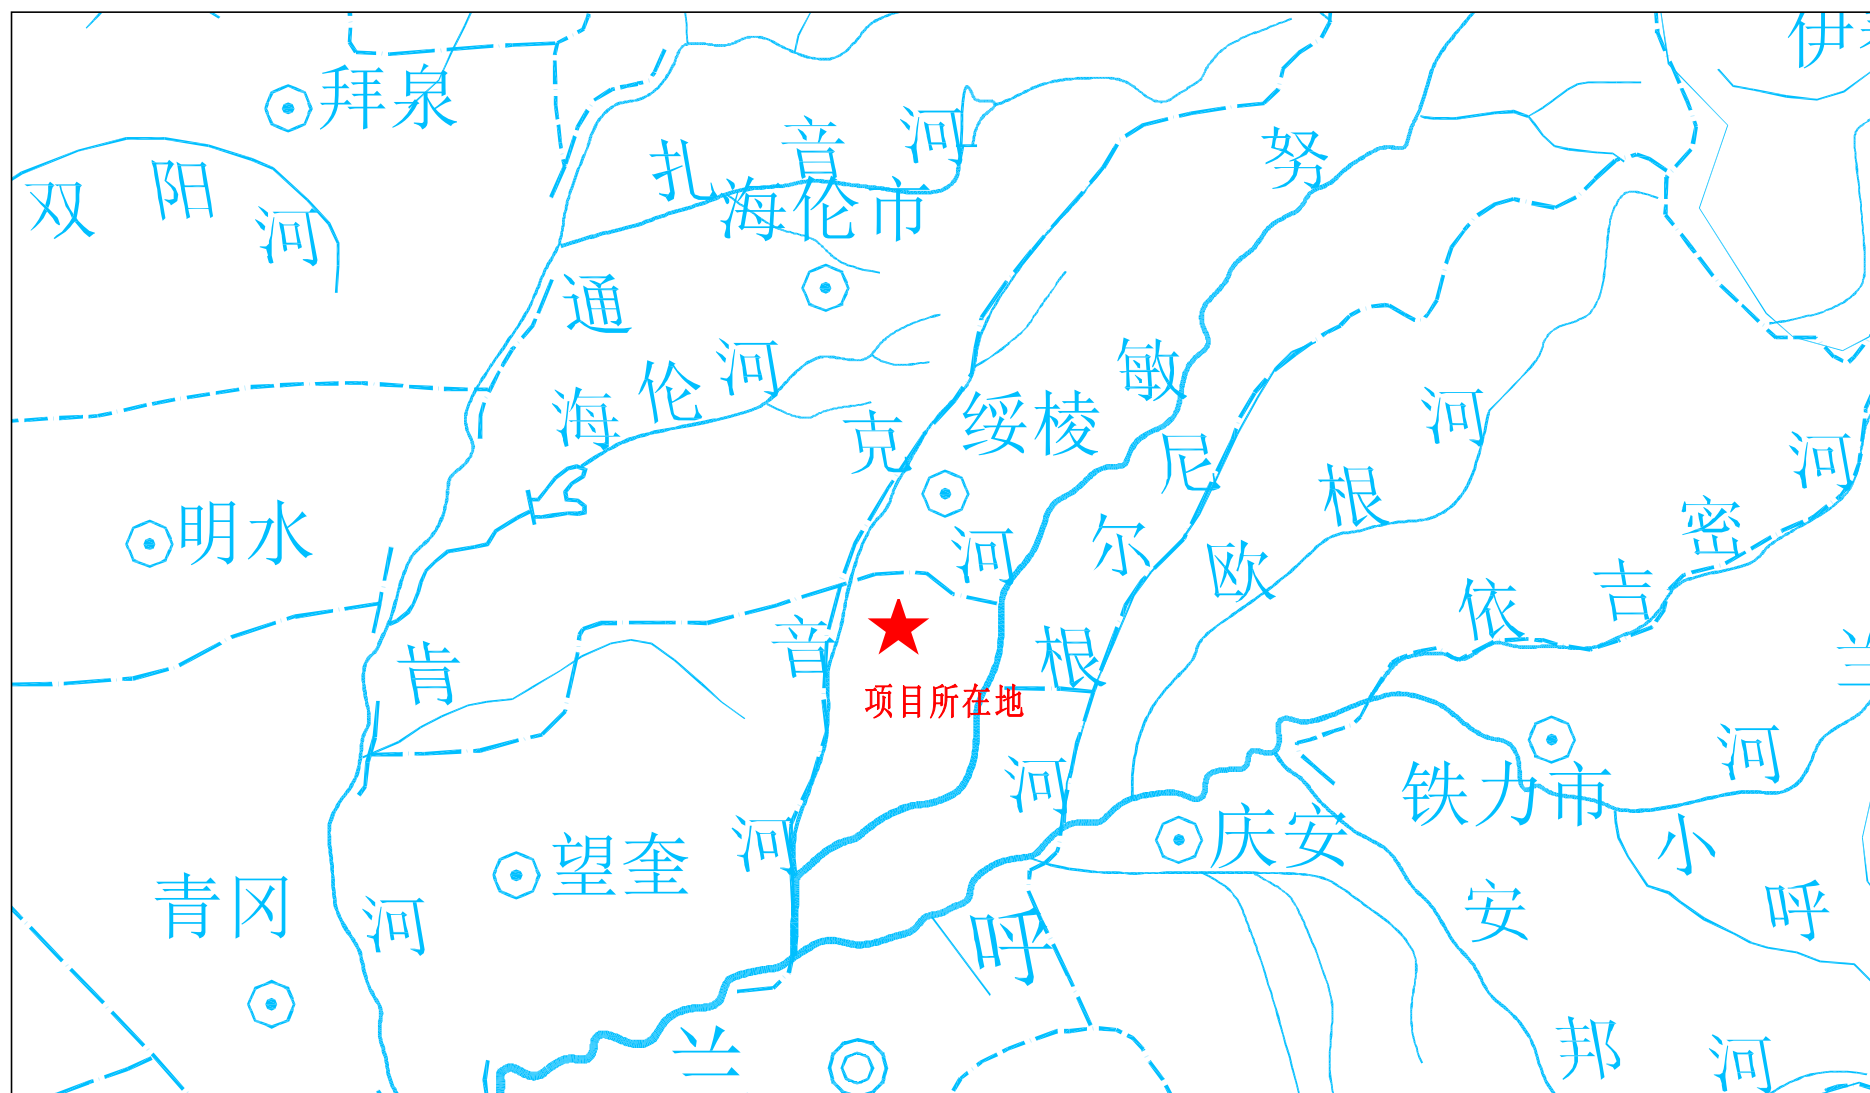 伊
拜泉
双阳河
扎音河
海伦市
通肯河
海伦河
克音河
绥棱
努敏河
尼尔根河
欧根河
依吉密河
明水
项目所在地
望奎
青冈
庆安
铁力市
小呼
兰河
安邦河
呼兰